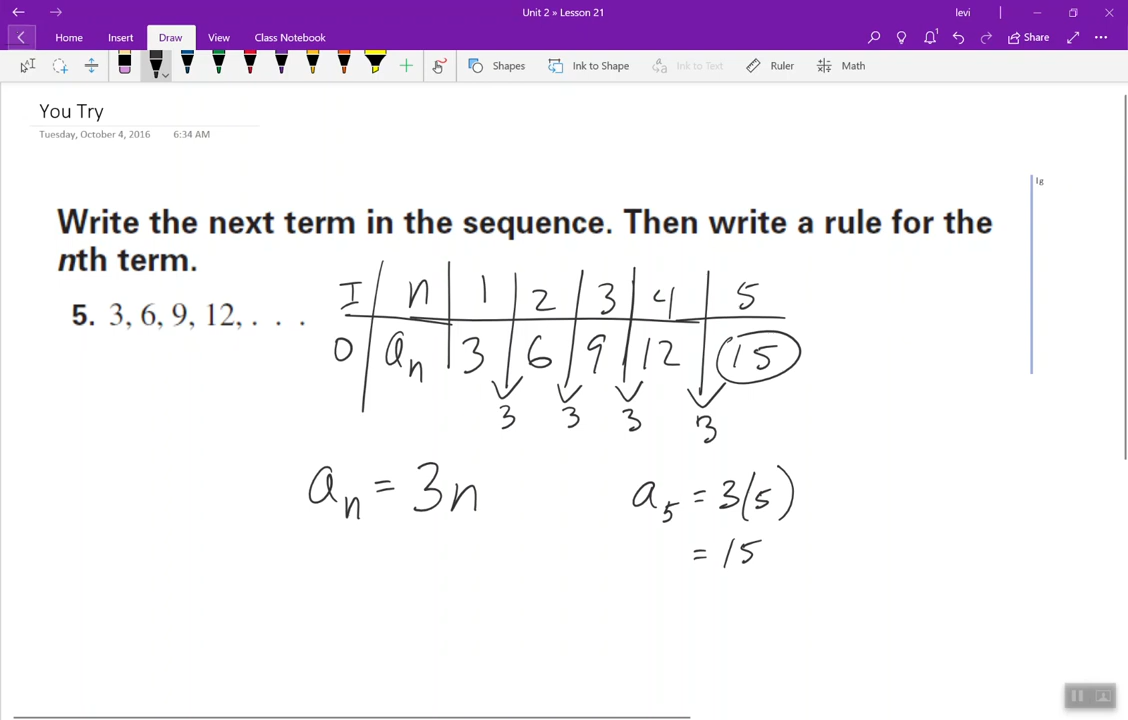 Unit 2 » Lesson 21
levi
Home Insert Draw View Class Notebook
Share
Shapes Ink to Shape Ink to Text Ruler Math
You Try
Tuesday, October 4, 2016 6:34 AM
lg
Write the next term in the sequence. Then write a rule for the
nth term.
5. 3, 6, 9, 12, . . .
I n 1 2 3 4 5
O aₙ 3 6 9 12 15
3 3 3 3
aₙ = 3n
a₅ = 3(5)
= 15